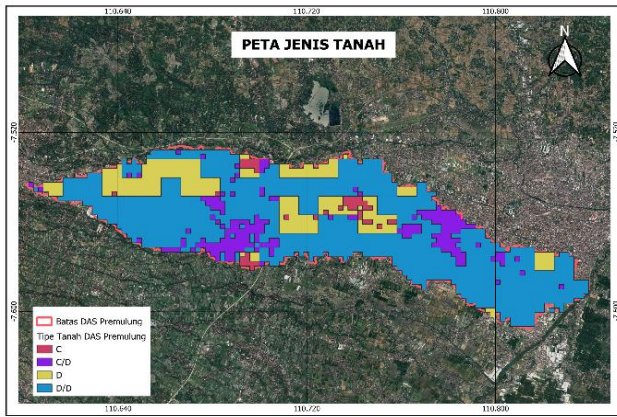 110.640 110.720 110.800
PETA JENIS TANAH
N
-7.520 -7.520
-7.600 -7.600
Batas DAS Premulung
Tipe Tanah DAS Premulung
C
C/D
D
D/D
110.640 110.720 110.800